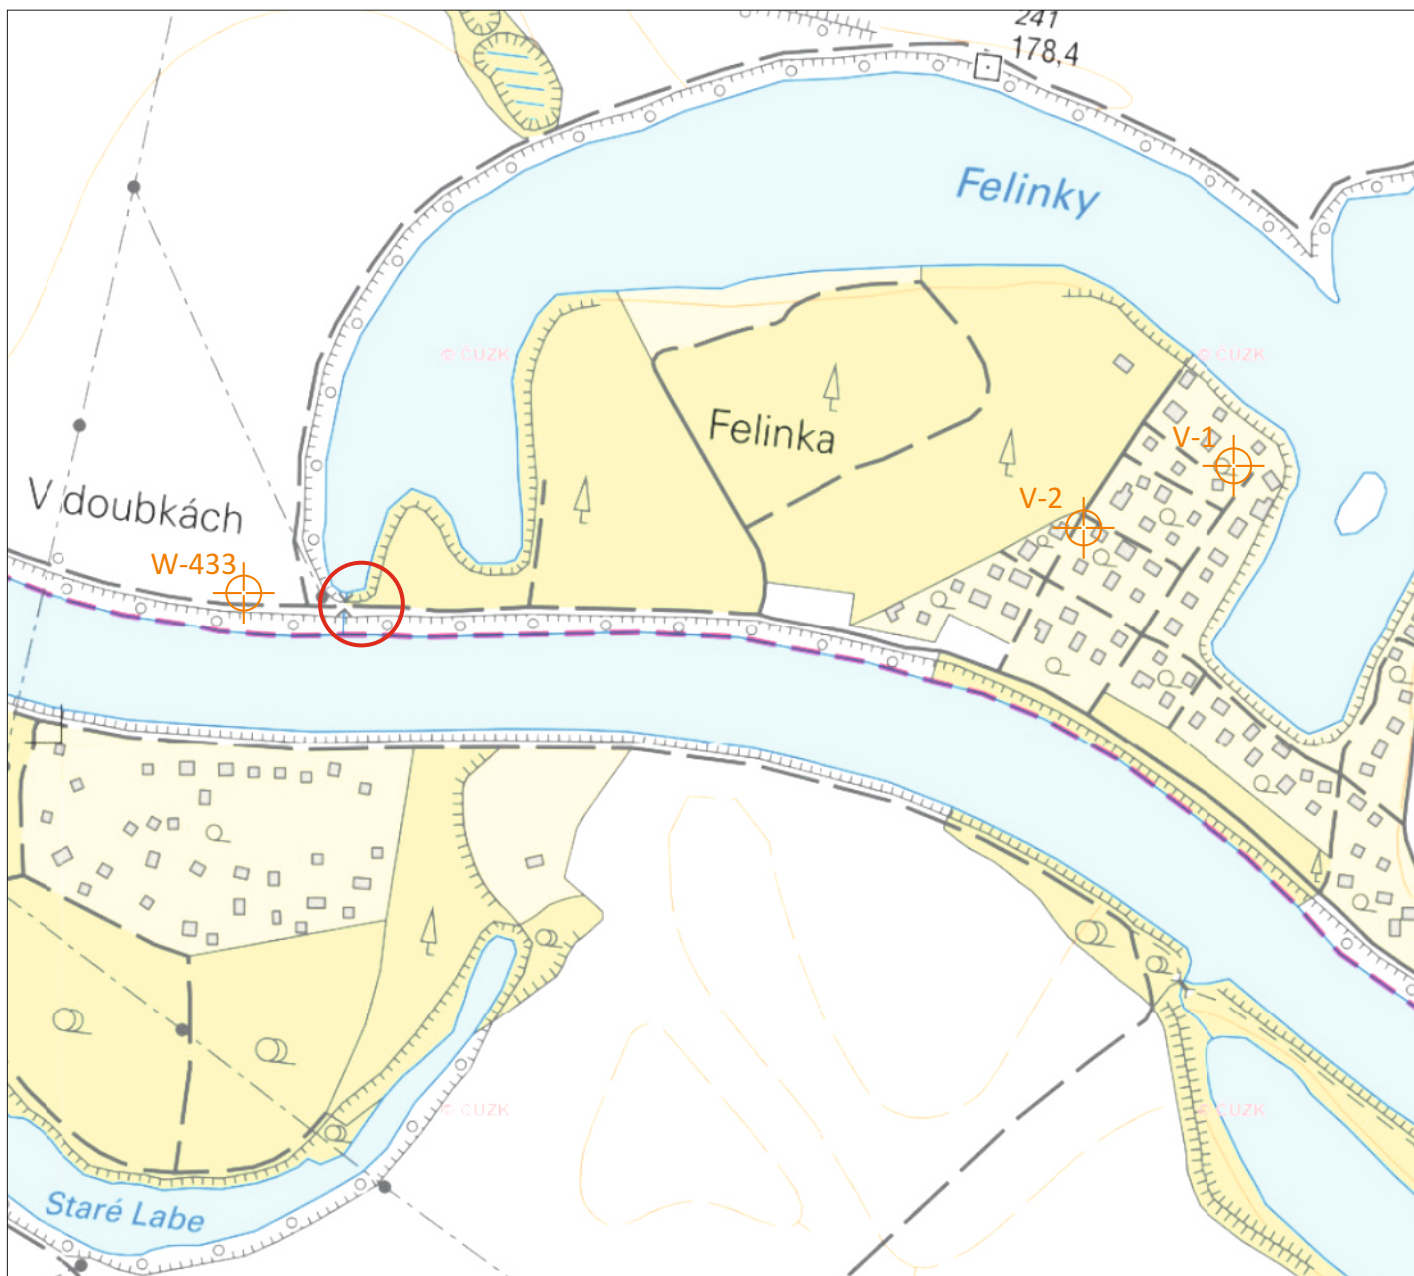 241
178,4
Felinky
© ČÚZK
© ČÚZK
Felinka
V-1
V doubkách
V-2
W-433
© ČÚZK
© ČÚZK
Staré Labe